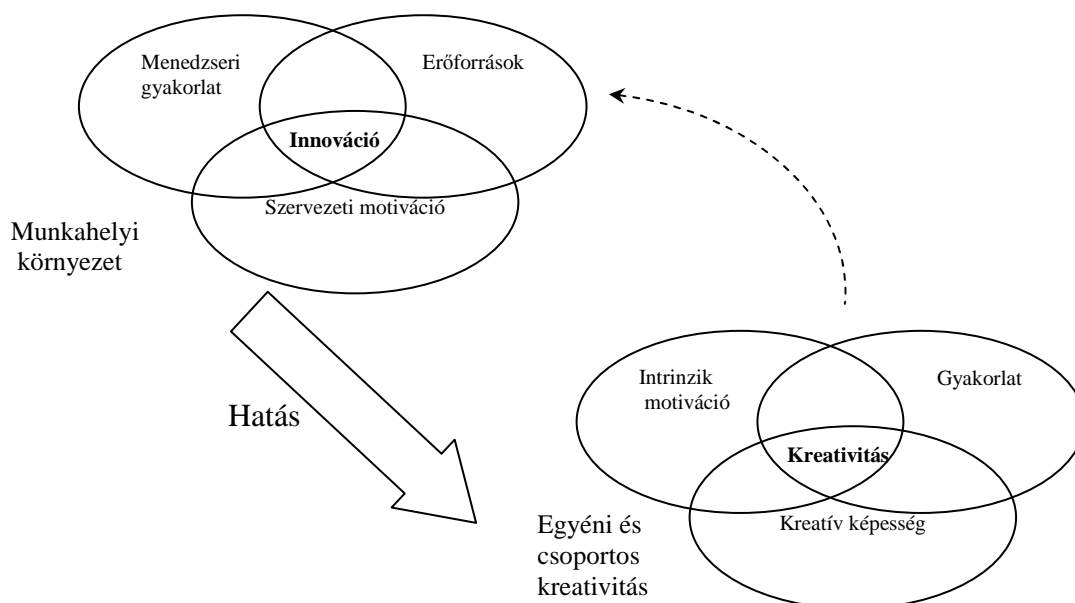 Menedzseri
gyakorlat
Erőforrások
Innováció
Szervezeti motiváció
Munkahelyi
környezet
Hatás
Intrinzik
motiváció
Gyakorlat
Kreativitás
Kreatív képesség
Egyéni és
csoportos
kreativitás